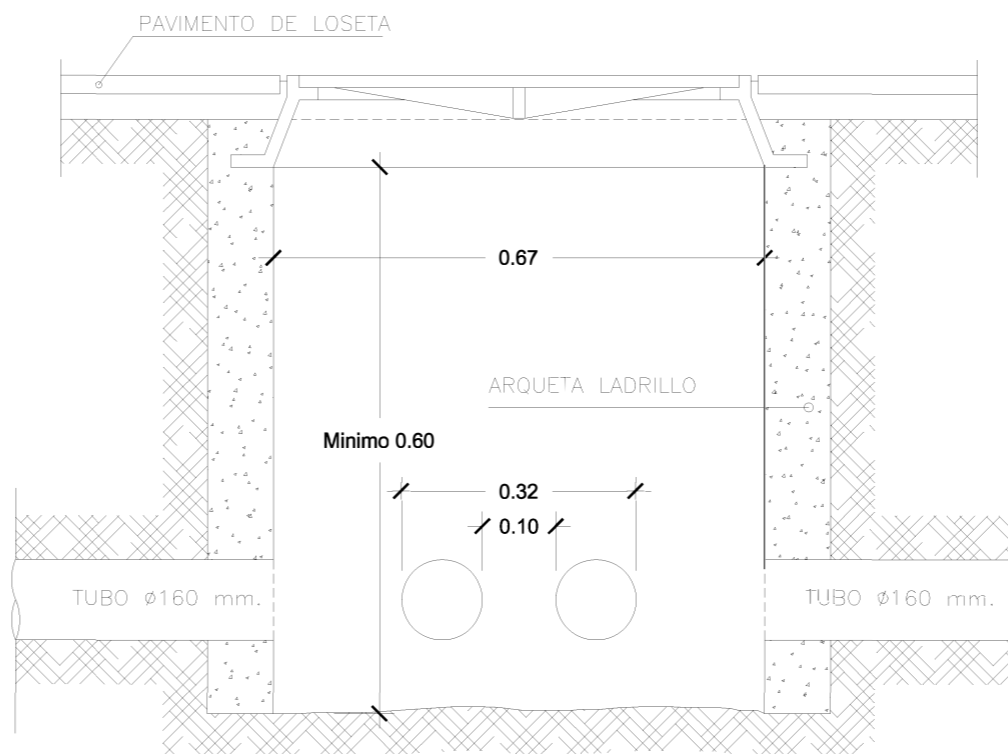 PAVIMENTO DE LOSETA
0.67
ARQUETA LADRILLO
Minimo 0.60
0.32
0.10
TUBO ø160 mm.
TUBO ø160 mm.